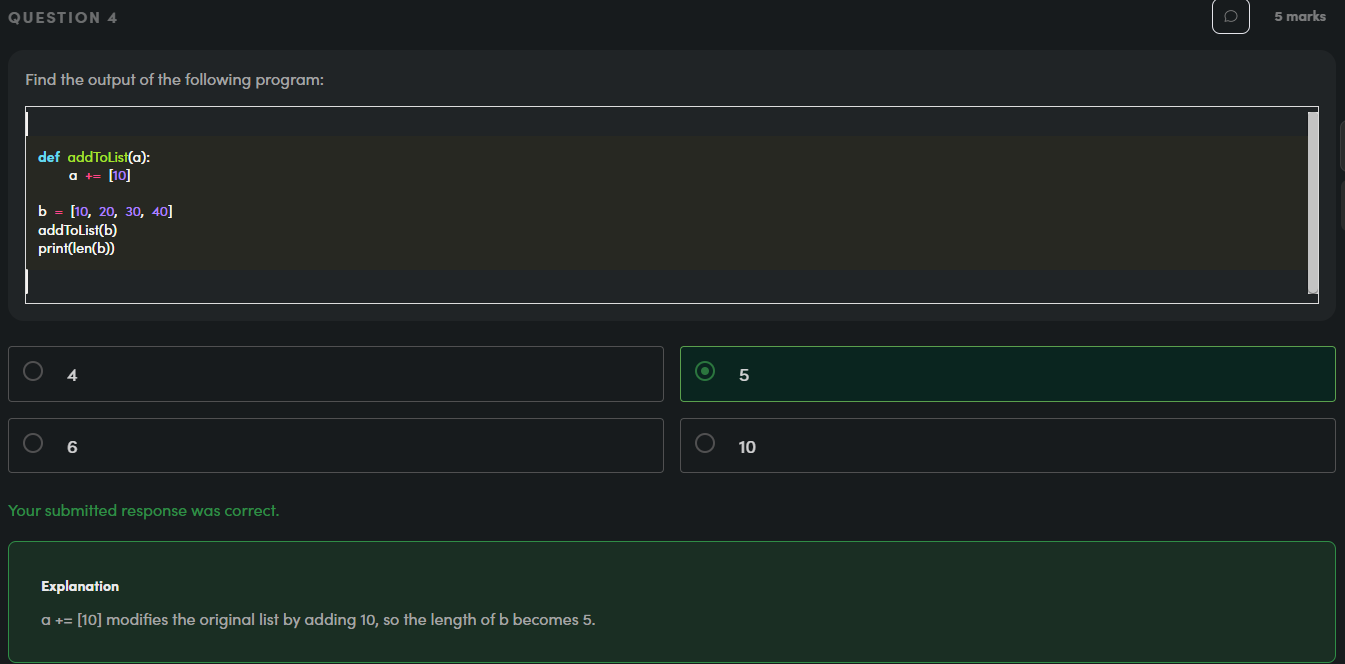 QUESTION 4
5 marks
Find the output of the following program:
def addToList(a):
    a += [10]
b = [10, 20, 30, 40]
addToList(b)
print(len(b))
4
5
6
10
Your submitted response was correct.
Explanation
a += [10] modifies the original list by adding 10, so the length of b becomes 5.